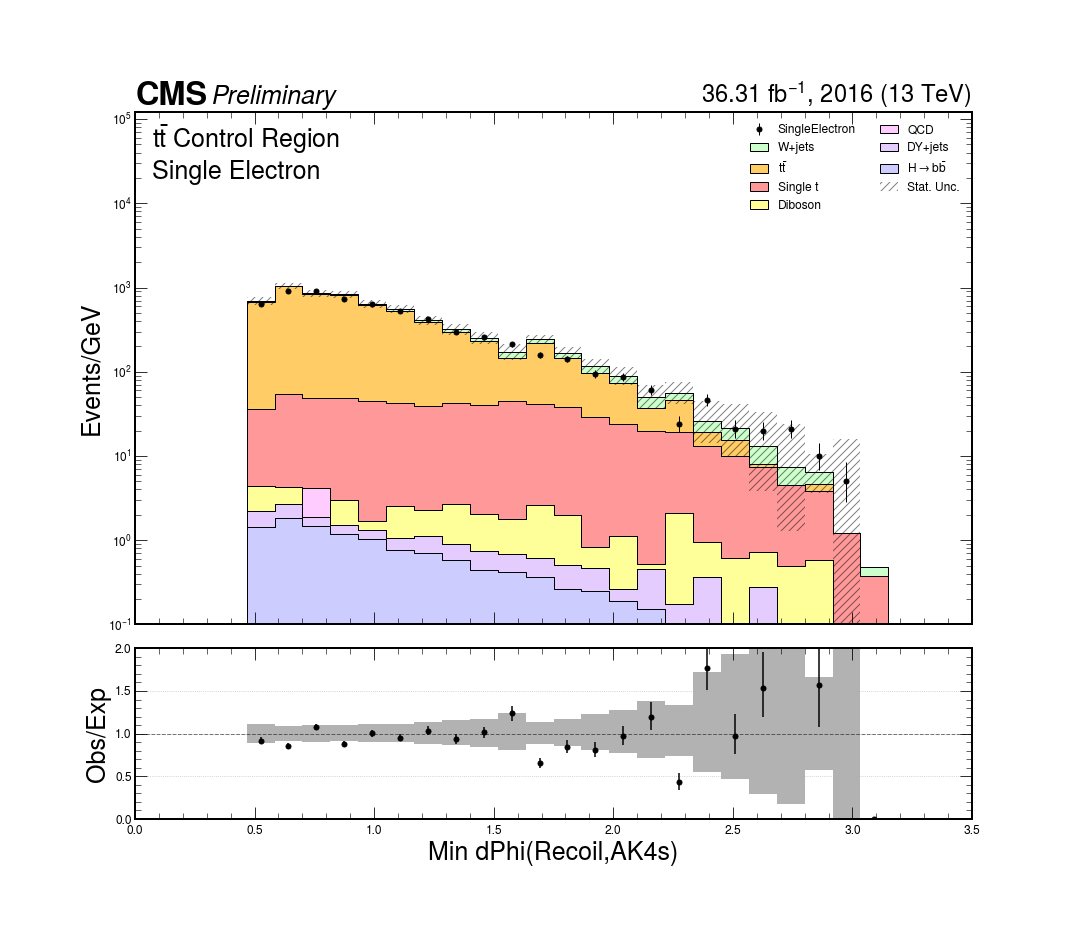 CMS Preliminary 36.31 fb⁻¹, 2016 (13 TeV)
tt̄ Control Region
Single Electron
SingleElectron
W+jets
tt̄
Single t
Diboson
QCD
DY+jets
H→bb̄
Stat. Unc.
Events/GeV
10⁵
10⁴
10³
10²
10¹
10⁰
10⁻¹
Obs/Exp
2.0
1.5
1.0
0.5
0.0
0.0 0.5 1.0 1.5 2.0 2.5 3.0 3.5
Min dPhi(Recoil,AK4s)